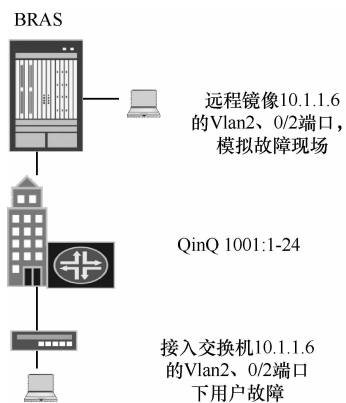 BRAS
远程镜像10.1.1.6
的Vlan2、0/2端口，
模拟故障现场
QinQ 1001:1-24
接入交换机10.1.1.6
的Vlan2、0/2端口
下用户故障